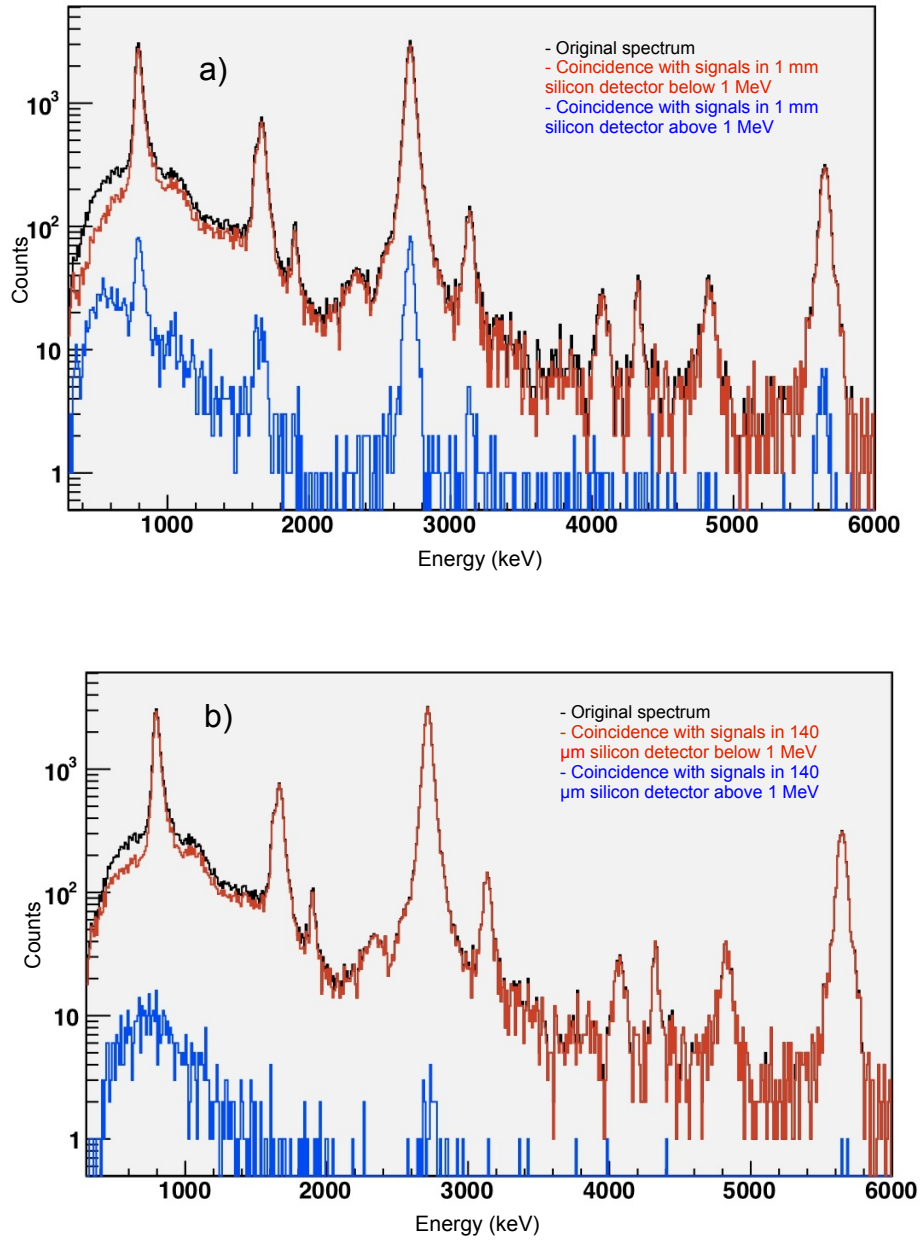 a)
- Original spectrum
- Coincidence with signals in 1 mm
silicon detector below 1 MeV
- Coincidence with signals in 1 mm
silicon detector above 1 MeV
10³
10²
10
1
Counts
1000 2000 3000 4000 5000 6000
Energy (keV)
b)
- Original spectrum
- Coincidence with signals in 140
µm silicon detector below 1 MeV
- Coincidence with signals in 140
µm silicon detector above 1 MeV
10³
10²
10
1
Counts
1000 2000 3000 4000 5000 6000
Energy (keV)